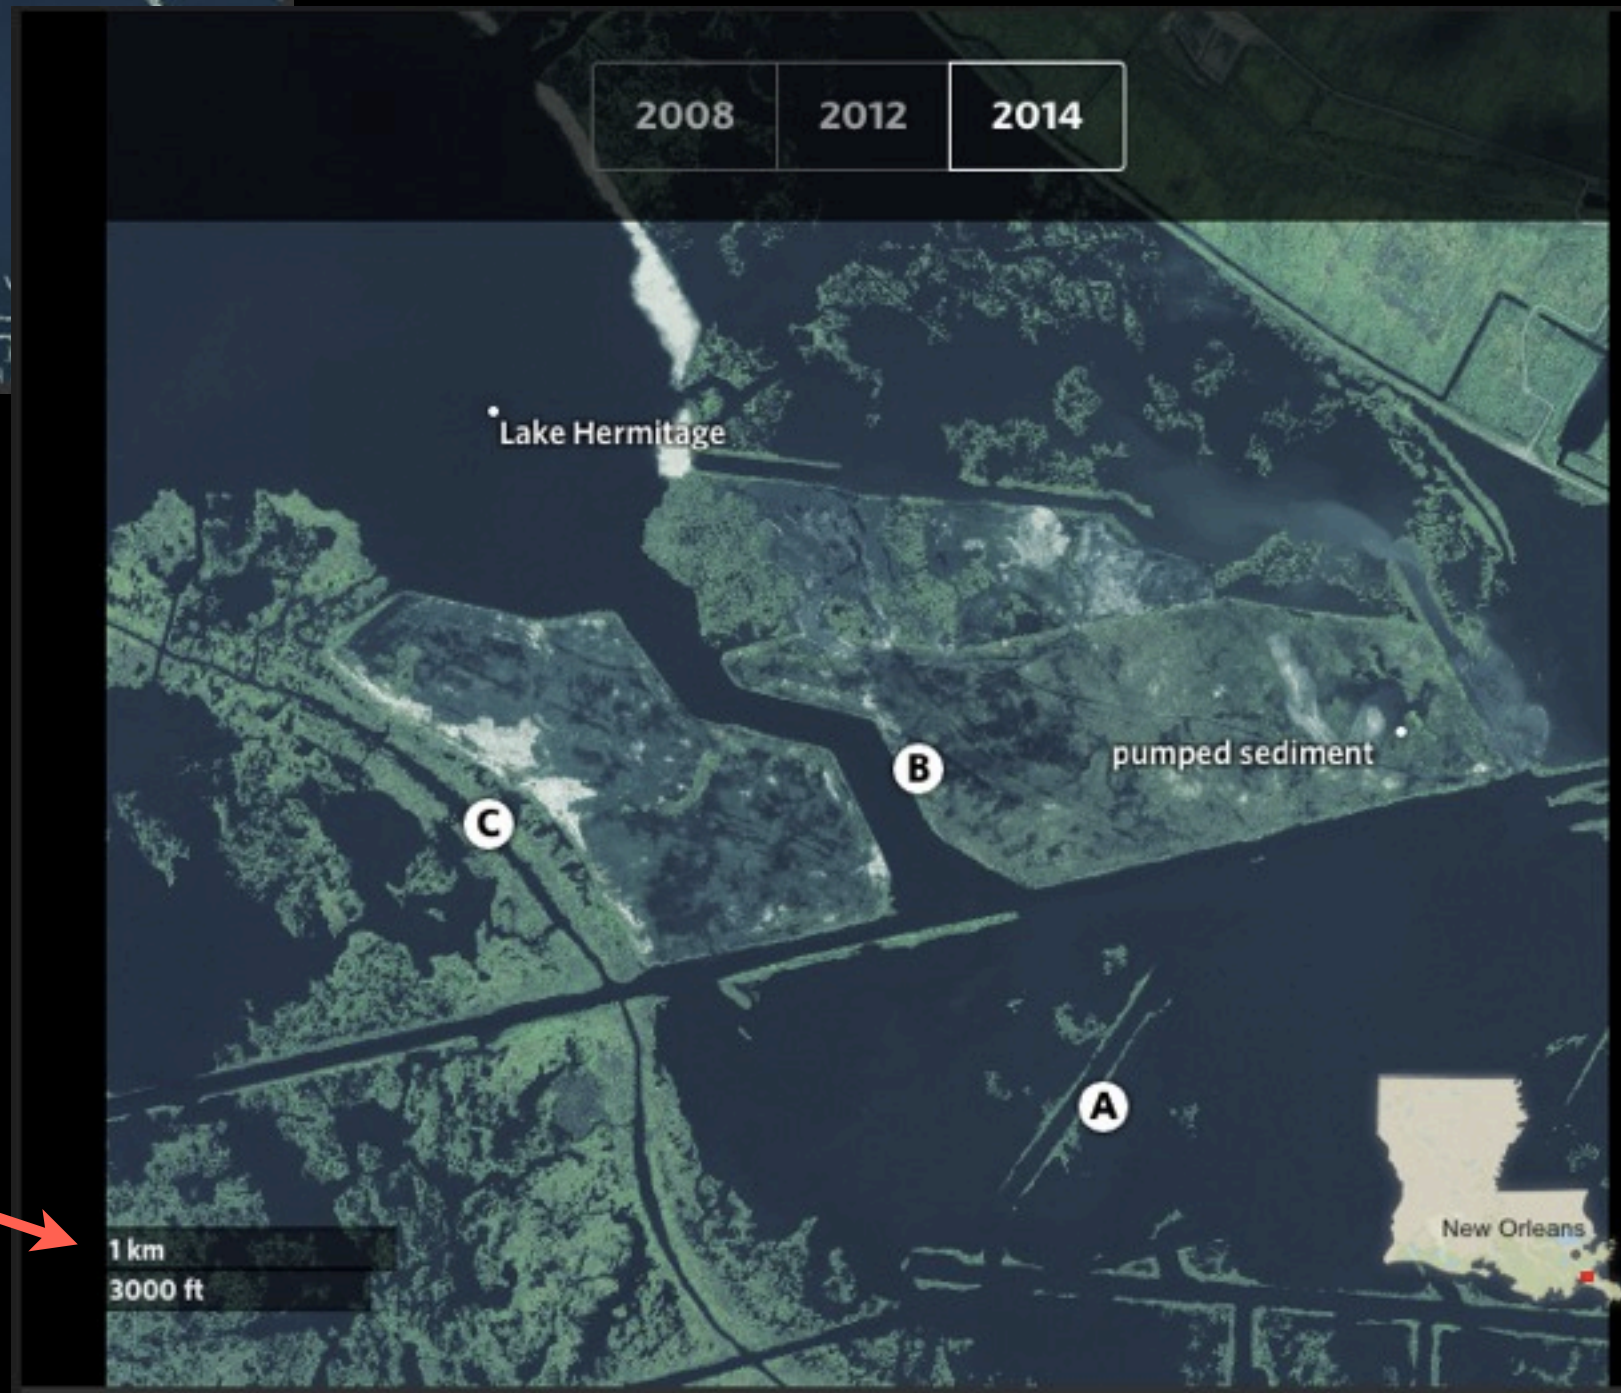 2008 2012 2014
Lake Hermitage
pumped sediment
B
C
A
New Orleans
1 km
3000 ft